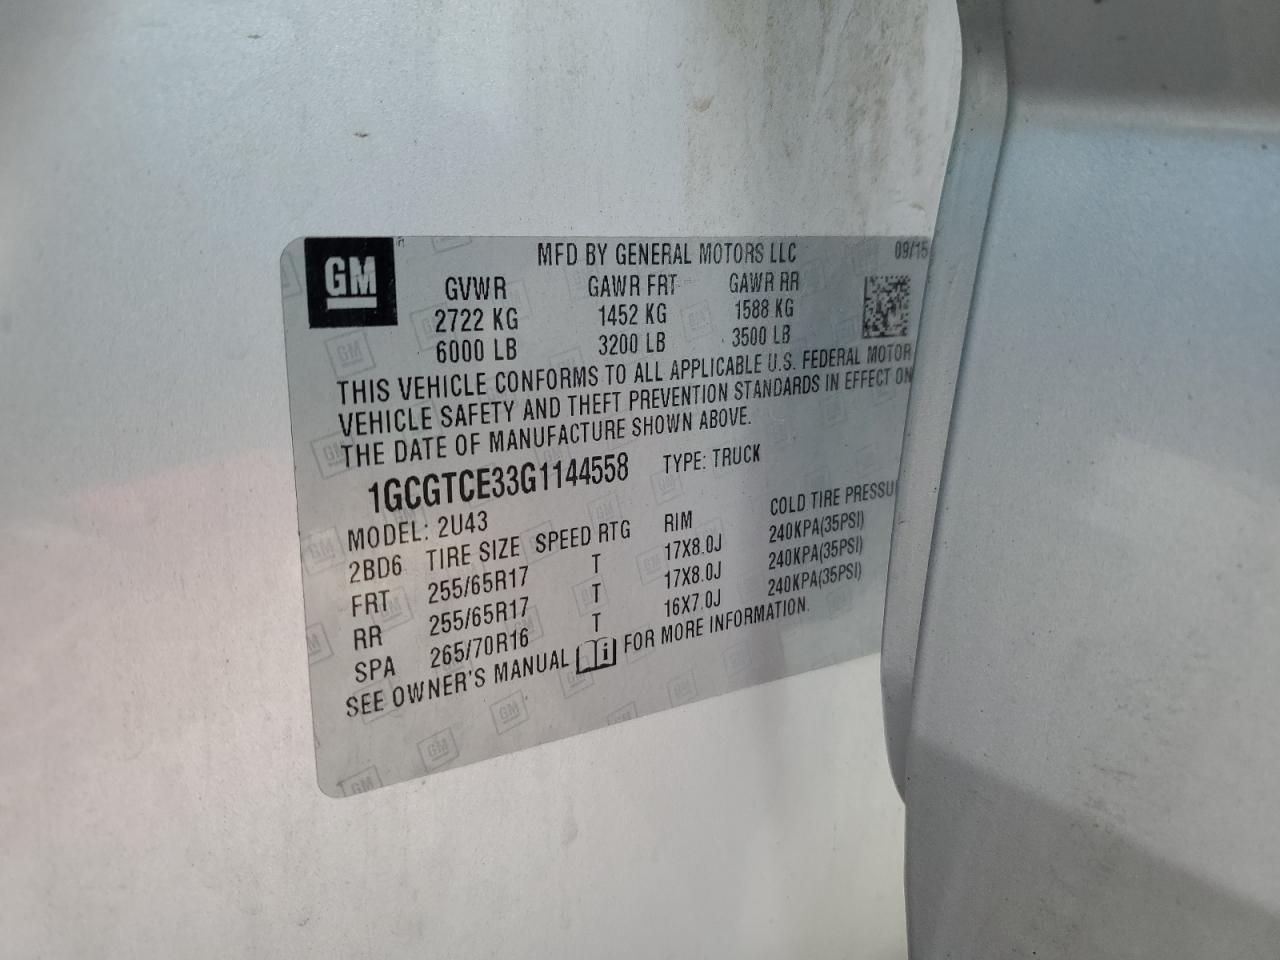 GM
MFD BY GENERAL MOTORS LLC 09/15
GVWR GAWR FRT GAWR RR
2722 KG 1452 KG 1588 KG
6000 LB 3200 LB 3500 LB
THIS VEHICLE CONFORMS TO ALL APPLICABLE U.S. FEDERAL MOTOR
VEHICLE SAFETY AND THEFT PREVENTION STANDARDS IN EFFECT ON
THE DATE OF MANUFACTURE SHOWN ABOVE.
1GCGTCE33G1144558 TYPE: TRUCK
MODEL: 2U43
2BD6 TIRE SIZE SPEED RTG RIM COLD TIRE PRESSU
FRT 255/65R17 T 17X8.0J 240KPA(35PSI)
RR 255/65R17 T 17X8.0J 240KPA(35PSI)
SPA 265/70R16 T 16X7.0J 240KPA(35PSI)
SEE OWNER'S MANUAL i FOR MORE INFORMATION.